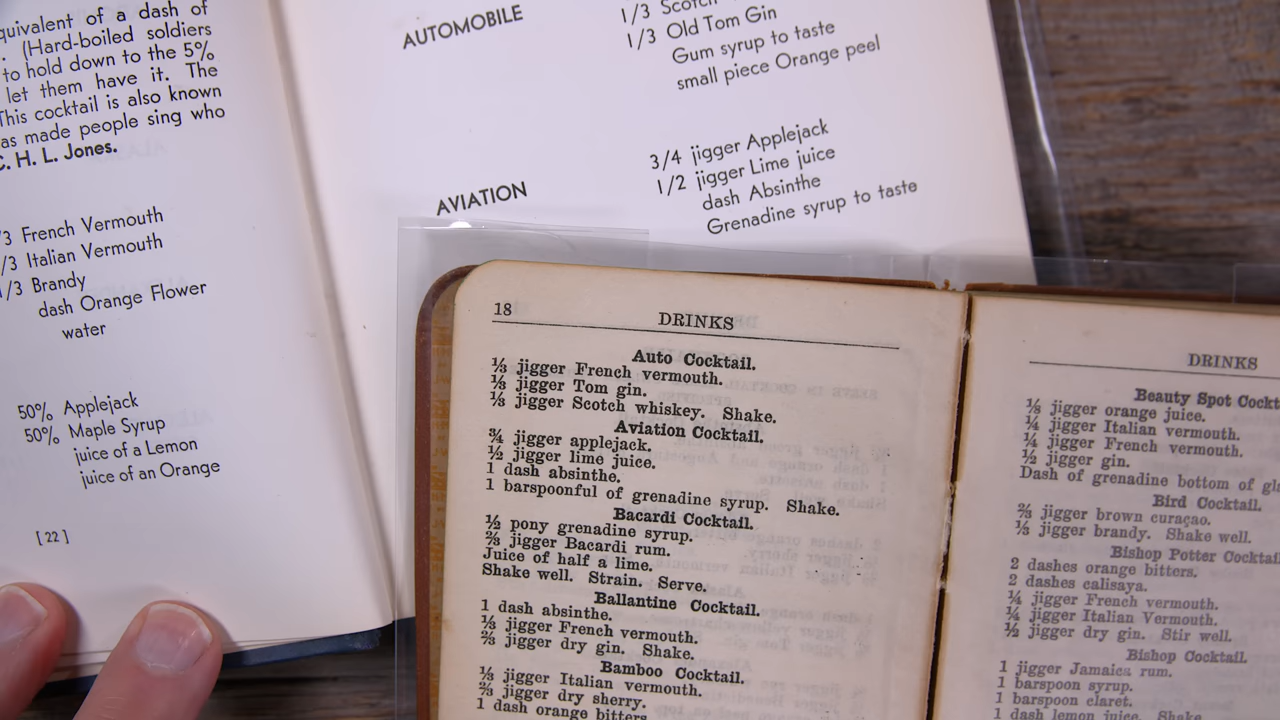 quivalent of a dash of
. (Hard-boiled soldiers
to hold down to the 5%
let them have it. The
This cocktail is also known
as made people sing who
C. H. L. Jones.
/3 French Vermouth
/3 Italian Vermouth
1/3 Brandy
dash Orange Flower
water
50% Applejack
50% Maple Syrup
juice of a Lemon
juice of an Orange
[22]
AUTOMOBILE
1/3 Scotch
1/3 Old Tom Gin
Gum syrup to taste
small piece Orange peel
AVIATION
3/4 jigger Applejack
1/2 jigger Lime juice
dash Absinthe
Grenadine syrup to taste
18 DRINKS
Auto Cocktail.
⅓ jigger French vermouth.
⅓ jigger Tom gin.
⅓ jigger Scotch whiskey. Shake.
Aviation Cocktail.
¾ jigger applejack.
½ jigger lime juice.
1 dash absinthe.
1 barspoonful of grenadine syrup. Shake.
Bacardi Cocktail.
½ pony grenadine syrup.
⅔ jigger Bacardi rum.
Juice of half a lime.
Shake well. Strain. Serve.
Ballantine Cocktail.
1 dash absinthe.
⅓ jigger French vermouth.
⅔ jigger dry gin. Shake.
Bamboo Cocktail.
⅓ jigger Italian vermouth.
⅔ jigger dry sherry.
1 dash orange bitters.
DRINKS
Beauty Spot Cockt
⅛ jigger orange juice.
¼ jigger Italian vermouth.
¼ jigger French vermouth.
½ jigger gin.
Dash of grenadine bottom of gl
Bird Cocktail.
⅔ jigger brown curaçao.
⅓ jigger brandy. Shake well.
Bishop Potter Cocktail
2 dashes orange bitters.
2 dashes calisaya.
¼ jigger French vermouth.
¼ jigger Italian Vermouth.
½ jigger dry gin. Stir well.
Bishop Cocktail.
1 jigger Jamaica rum.
1 barspoon syrup.
1 barspoon claret.
1 dash lemon juice. Shake